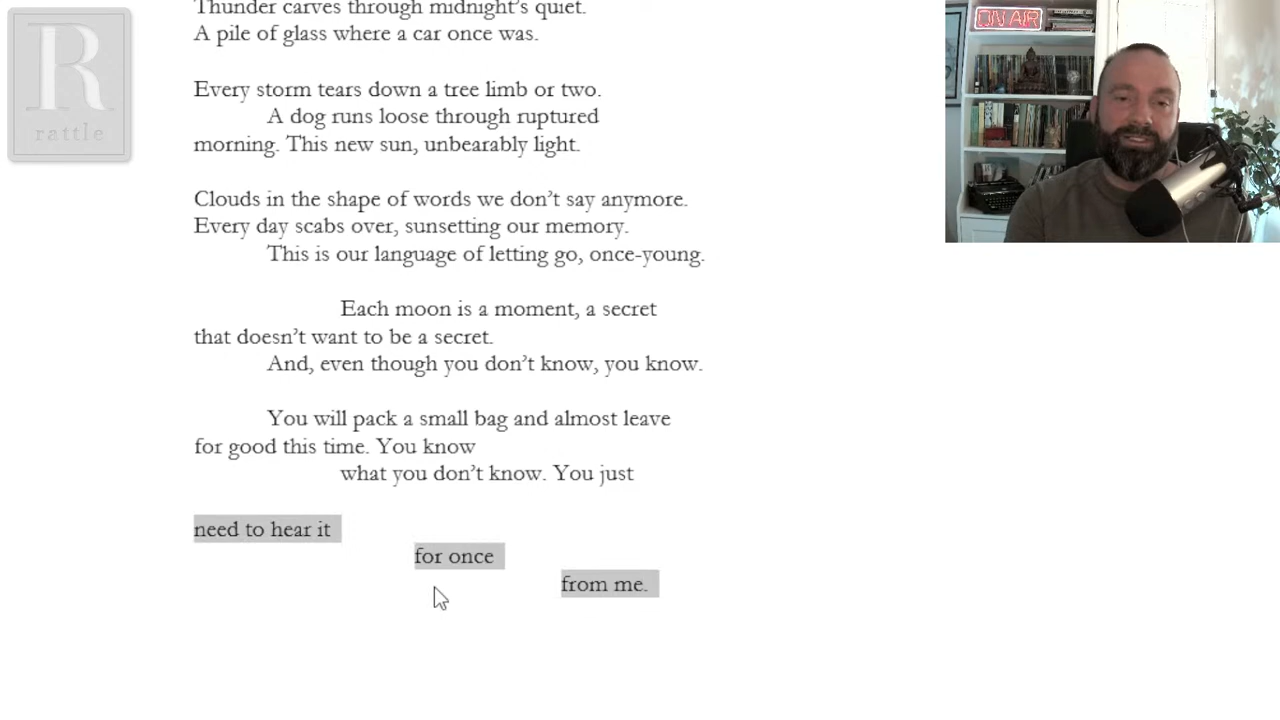 Thunder carves through midnight's quiet.
A pile of glass where a car once was.
Every storm tears down a tree limb or two.
A dog runs loose through ruptured
morning. This new sun, unbearably light.
Clouds in the shape of words we don't say anymore.
Every day scabs over, sunsetting our memory.
This is our language of letting go, once-young.
Each moon is a moment, a secret
that doesn't want to be a secret.
And, even though you don't know, you know.
You will pack a small bag and almost leave
for good this time. You know
what you don't know. You just
need to hear it
for once
from me.
R
rattle
ON AIR